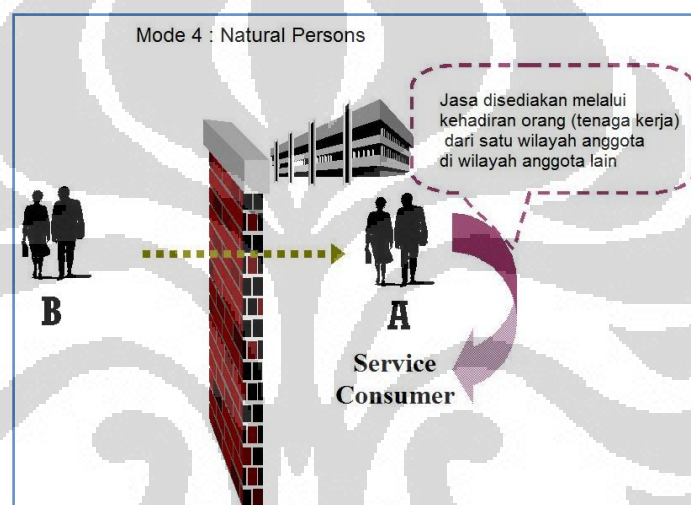 Mode 4 : Natural Persons
Jasa disediakan melalui
kehadiran orang (tenaga kerja)
dari satu wilayah anggota
di wilayah anggota lain
B
A
Service
Consumer